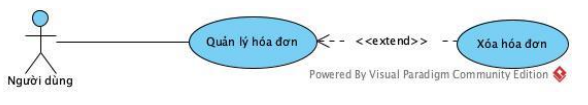 Quản lý hóa đơn
<<extend>>
Xóa hóa đơn
Người dùng
Powered By Visual Paradigm Community Edition